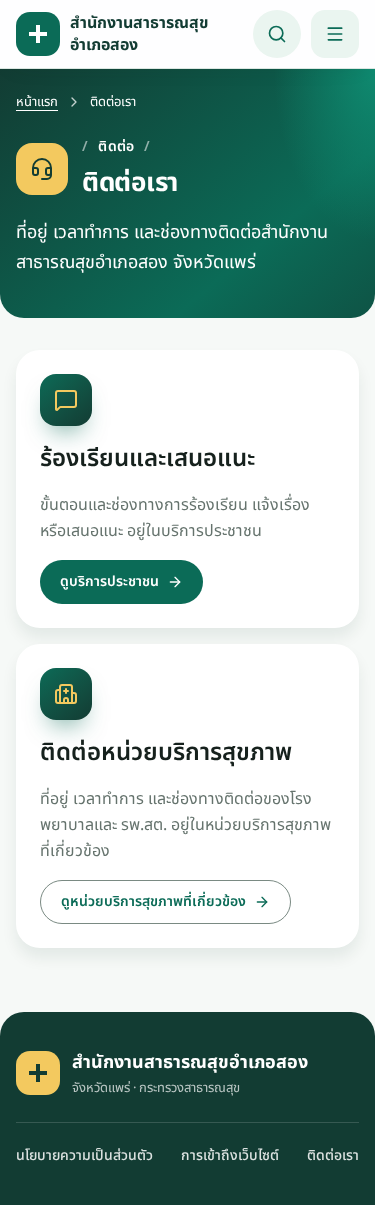 สำนักงานสาธารณสุข
อำเภอสอง
หน้าแรก > ติดต่อเรา
/ ติดต่อ /
ติดต่อเรา
ที่อยู่ เวลาทำการ และช่องทางติดต่อสำนักงาน
สาธารณสุขอำเภอสอง จังหวัดแพร่
ร้องเรียนและเสนอแนะ
ขั้นตอนและช่องทางการร้องเรียน แจ้งเรื่อง
หรือเสนอแนะ อยู่ในบริการประชาชน
ดูบริการประชาชน →
ติดต่อหน่วยบริการสุขภาพ
ที่อยู่ เวลาทำการ และช่องทางติดต่อของโรง
พยาบาลและ รพ.สต. อยู่ในหน่วยบริการสุขภาพ
ที่เกี่ยวข้อง
ดูหน่วยบริการสุขภาพที่เกี่ยวข้อง →
สำนักงานสาธารณสุขอำเภอสอง
จังหวัดแพร่ · กระทรวงสาธารณสุข
นโยบายความเป็นส่วนตัว การเข้าถึงเว็บไซต์ ติดต่อเรา